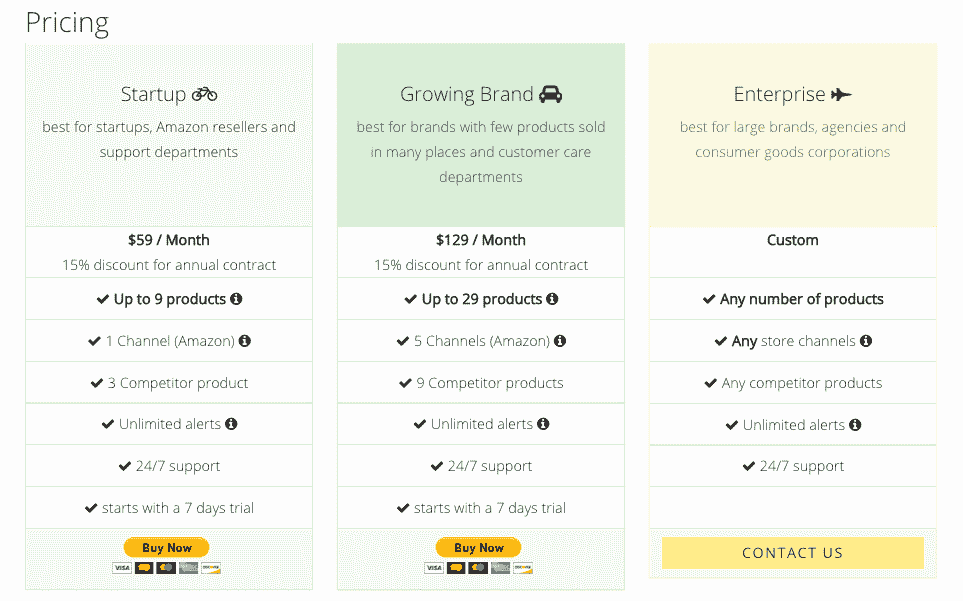 Pricing
Startup
best for startups, Amazon resellers and
support departments
$59 / Month
15% discount for annual contract
Up to 9 products
1 Channel (Amazon)
3 Competitor product
Unlimited alerts
24/7 support
starts with a 7 days trial
Buy Now
VISA
Growing Brand
best for brands with few products sold
in many places and customer care
departments
$129 / Month
15% discount for annual contract
Up to 29 products
5 Channels (Amazon)
9 Competitor products
Unlimited alerts
24/7 support
starts with a 7 days trial
Buy Now
VISA
Enterprise
best for large brands, agencies and
consumer goods corporations
Custom
Any number of products
Any store channels
Any competitor products
Unlimited alerts
24/7 support
CONTACT US